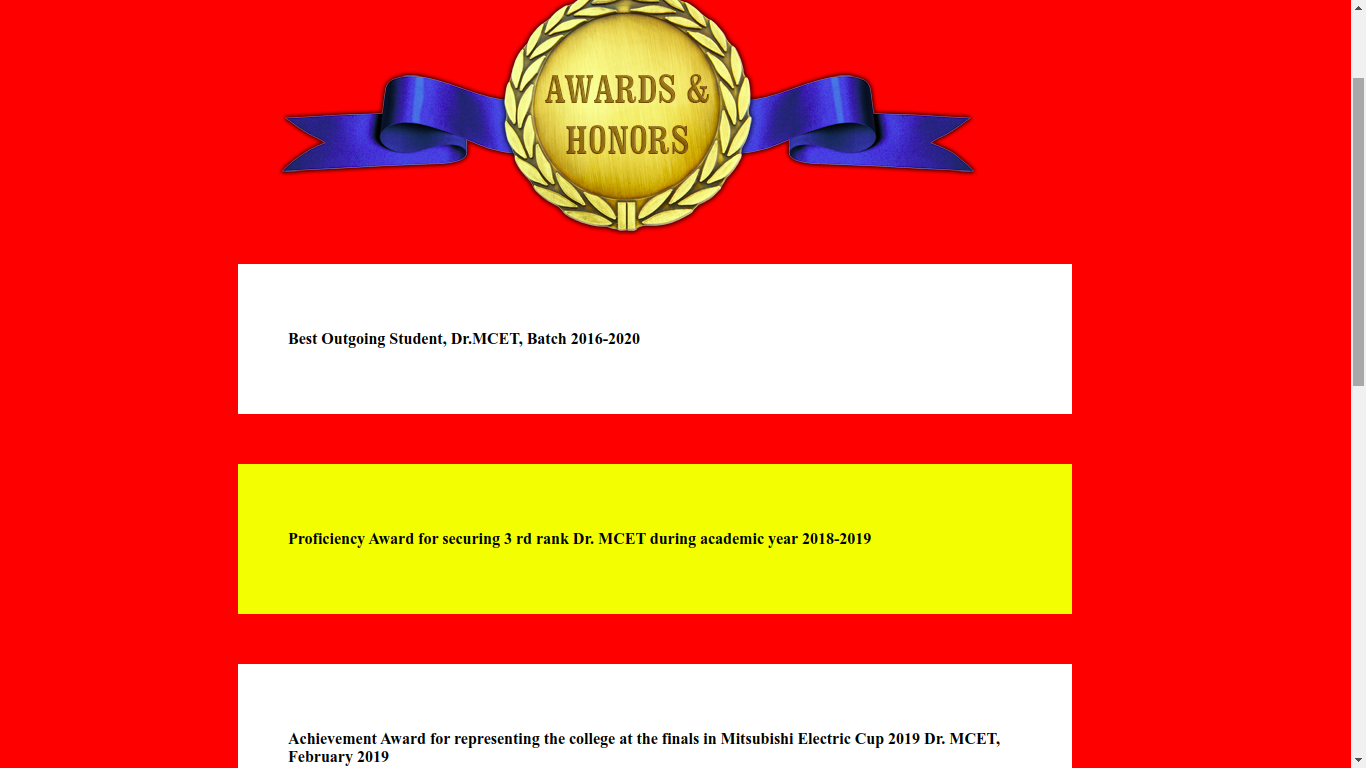 AWARDS &
HONORS
Best Outgoing Student, Dr.MCET, Batch 2016-2020
Proficiency Award for securing 3 rd rank Dr. MCET during academic year 2018-2019
Achievement Award for representing the college at the finals in Mitsubishi Electric Cup 2019 Dr. MCET,
February 2019